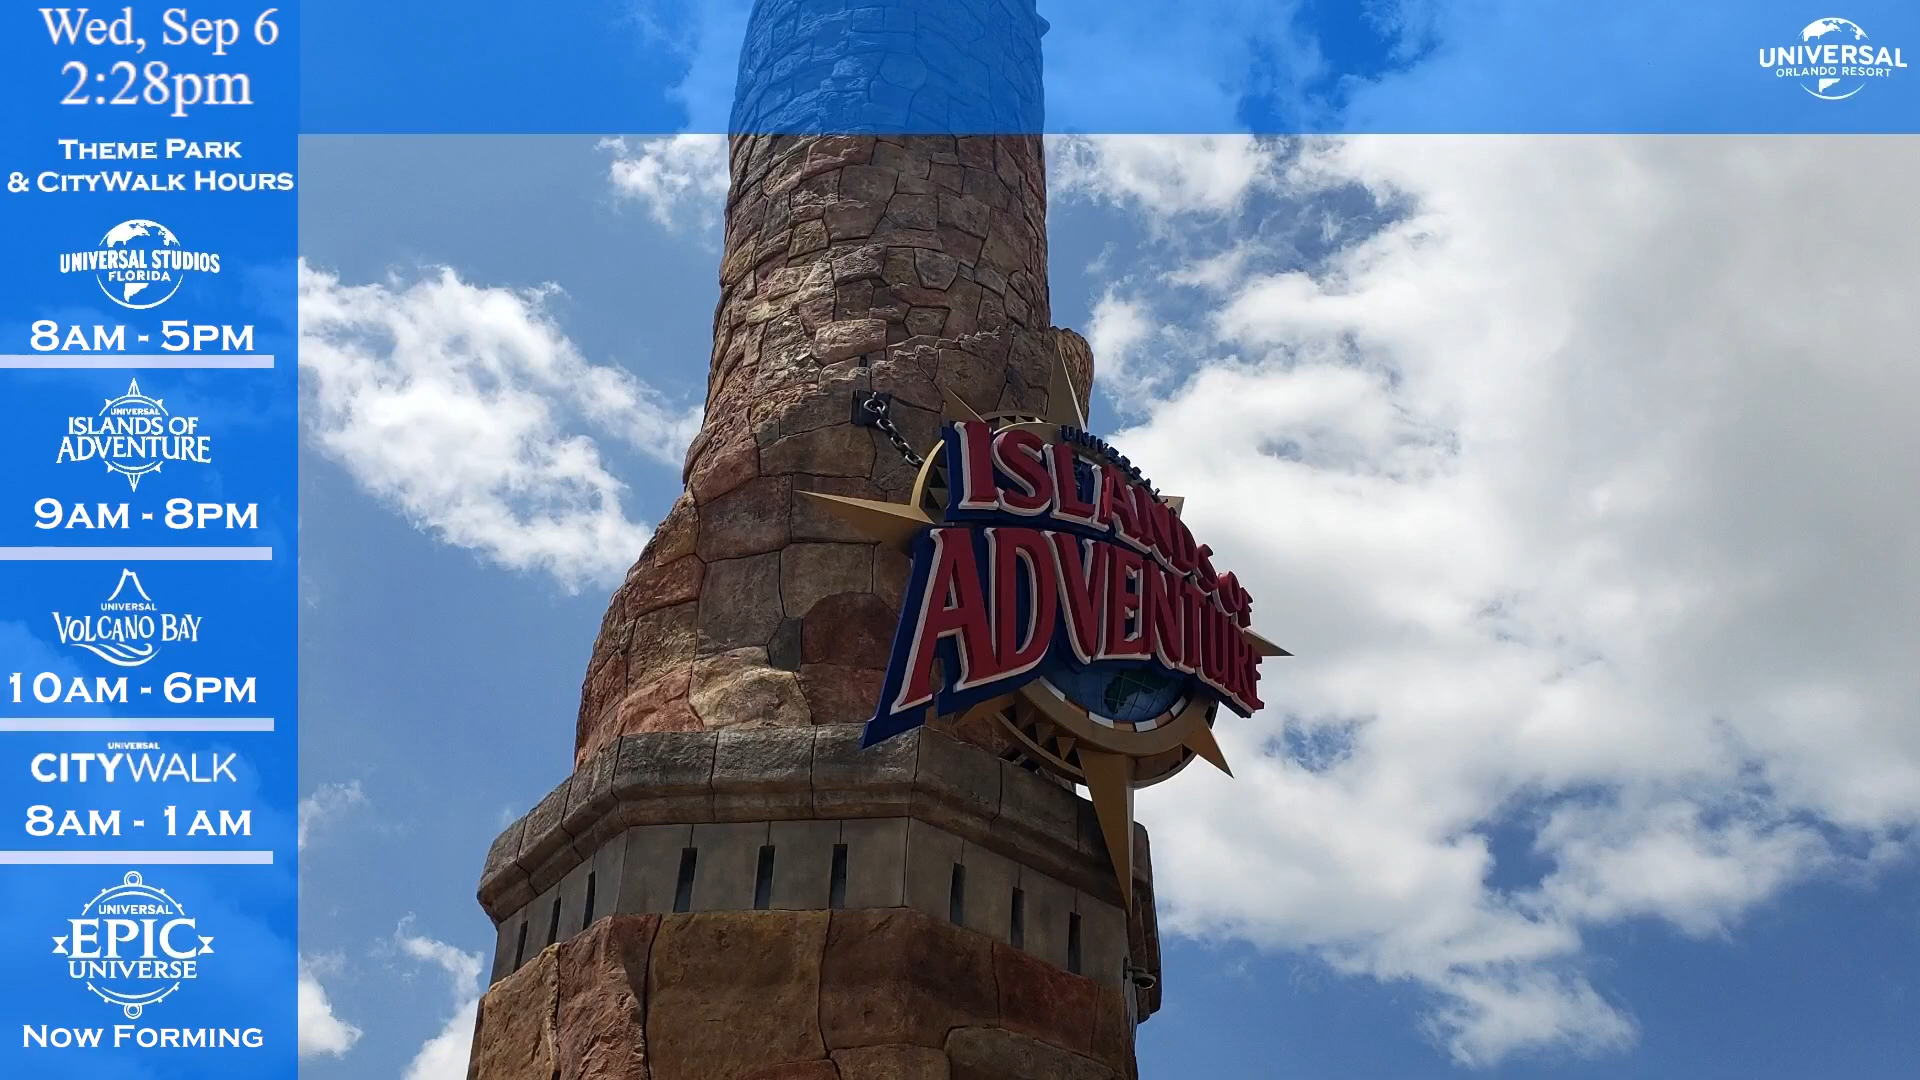 Wed, Sep 6
2:28pm
THEME PARK
& CITYWALK HOURS
UNIVERSAL STUDIOS
FLORIDA
8AM - 5PM
UNIVERSAL
ISLANDS OF
ADVENTURE
9AM - 8PM
UNIVERSAL
VOLCANO BAY
10AM - 6PM
UNIVERSAL
CITYWALK
8AM - 1AM
UNIVERSAL
EPIC
UNIVERSE
NOW FORMING
UNIVERSAL
ORLANDO RESORT
ISLANDS OF
ADVENTURE